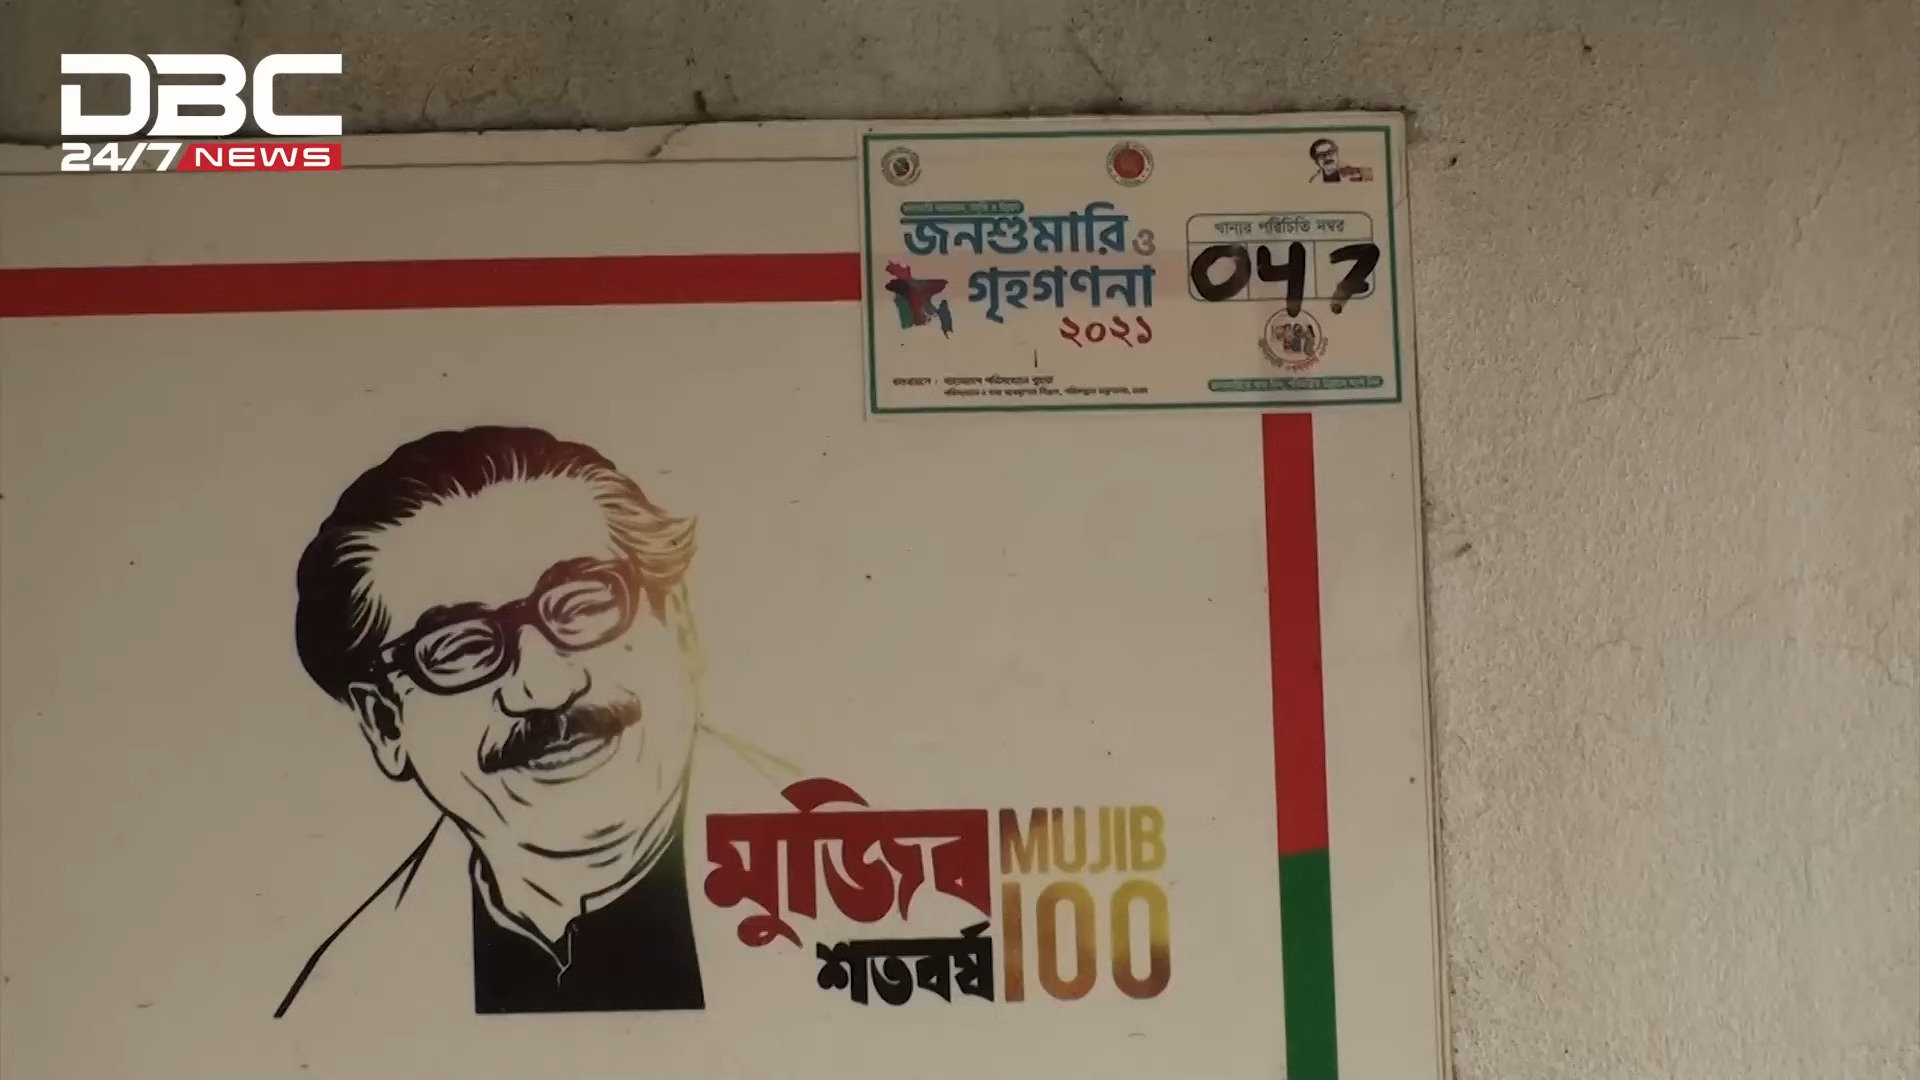 DBC
24/7 NEWS
জনশুমারি ও
গৃহগণনা
২০২১
খানার পরিচিতি নম্বর
047
মুজিব
শতবর্ষ
MUJIB
100